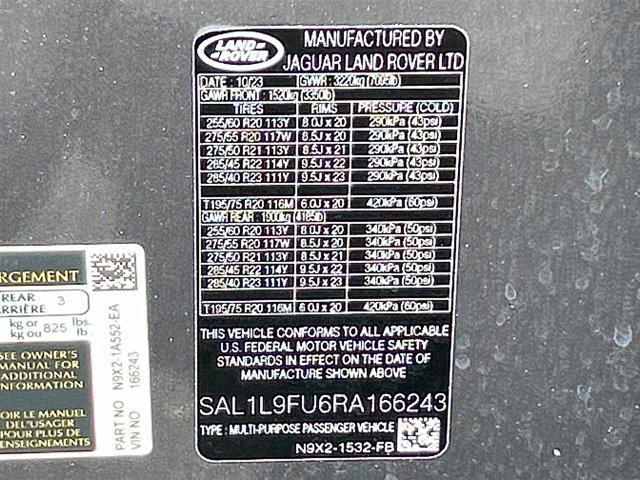 LAND ROVER
MANUFACTURED BY
JAGUAR LAND ROVER LTD
DATE : 10/23 GVWR: 3220kg (7095lb)
GAWR FRONT : 1520kg (3350lb)
TIRES RIMS PRESSURE (COLD)
255/60 R20 113Y 8.0J x 20 290kPa (43psi)
275/55 R20 117W 8.5J x 20 290kPa (43psi)
275/50 R21 113Y 8.5J x 21 290kPa (43psi)
285/45 R22 114Y 9.5J x 22 290kPa (43psi)
285/40 R23 111Y 9.5J x 23 290kPa (43psi)
T195/75 R20 116M 6.0J x 20 420kPa (60psi)
GAWR REAR : 1900kg (4185lb)
255/60 R20 113Y 8.0J x 20 340kPa (50psi)
275/55 R20 117W 8.5J x 20 340kPa (50psi)
275/50 R21 113Y 8.5J x 21 340kPa (50psi)
285/45 R22 114Y 9.5J x 22 340kPa (50psi)
285/40 R23 111Y 9.5J x 23 340kPa (50psi)
T195/75 R20 116M 6.0J x 20 420kPa (60psi)
THIS VEHICLE CONFORMS TO ALL APPLICABLE
U.S. FEDERAL MOTOR VEHICLE SAFETY
STANDARDS IN EFFECT ON THE DATE OF
MANUFACTURE SHOWN ABOVE
SAL1L9FU6RA166243
TYPE : MULTI-PURPOSE PASSENGER VEHICLE
N9X2-1532-FB
RGEMENT
REAR
ARRIÈRE 3
kg or 825 lbs.
kg ou lb
SEE OWNER'S
MANUAL FOR
ADDITIONAL
INFORMATION
OIR LE MANUEL
DU USAGER
POUR PLUS DE
ENSEIGNEMENTS
PART NO N9X2-1A552-EA
VIN NO 166243